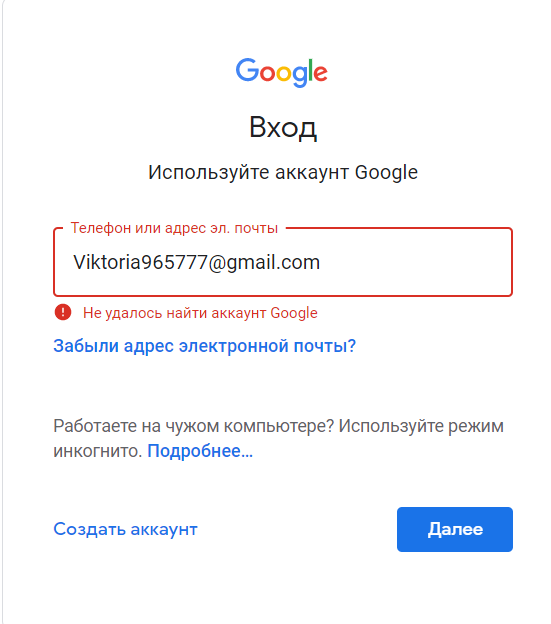 Google
Вход
Используйте аккаунт Google
Телефон или адрес эл. почты
Viktoria965777@gmail.com
Не удалось найти аккаунт Google
Забыли адрес электронной почты?
Работаете на чужом компьютере? Используйте режим
инкогнито. Подробнее...
Создать аккаунт
Далее